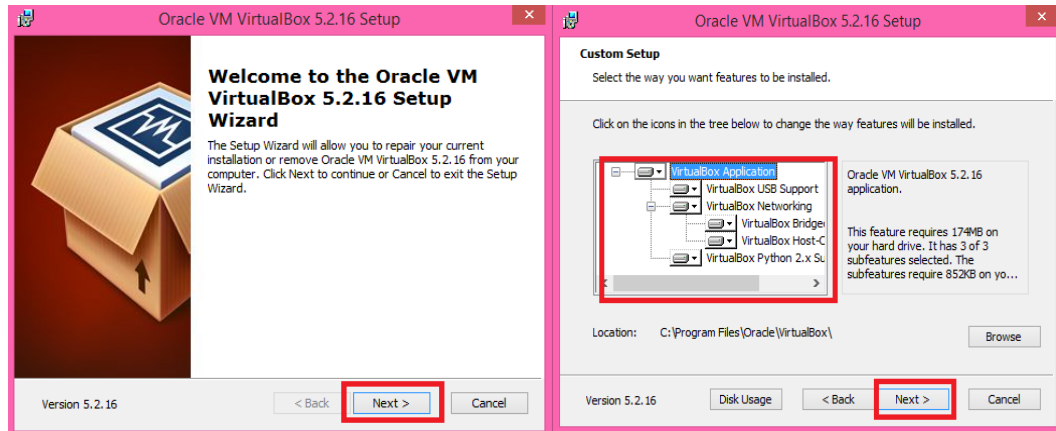 Oracle VM VirtualBox 5.2.16 Setup
Welcome to the Oracle VM
VirtualBox 5.2.16 Setup
Wizard
The Setup Wizard will allow you to repair your current
installation or remove Oracle VM VirtualBox 5.2.16 from your
computer. Click Next to continue or Cancel to exit the Setup
Wizard.
Version 5.2.16
< Back
Next >
Cancel
Oracle VM VirtualBox 5.2.16 Setup
Custom Setup
Select the way you want features to be installed.
Click on the icons in the tree below to change the way features will be installed.
VirtualBox Application
VirtualBox USB Support
VirtualBox Networking
VirtualBox Bridge
VirtualBox Host-C
VirtualBox Python 2.x Su
Oracle VM VirtualBox 5.2.16
application.
This feature requires 174MB on
your hard drive. It has 3 of 3
subfeatures selected. The
subfeatures require 852KB on yo...
Location: C:\Program Files\Oracle\VirtualBox\
Browse
Version 5.2.16
Disk Usage
< Back
Next >
Cancel